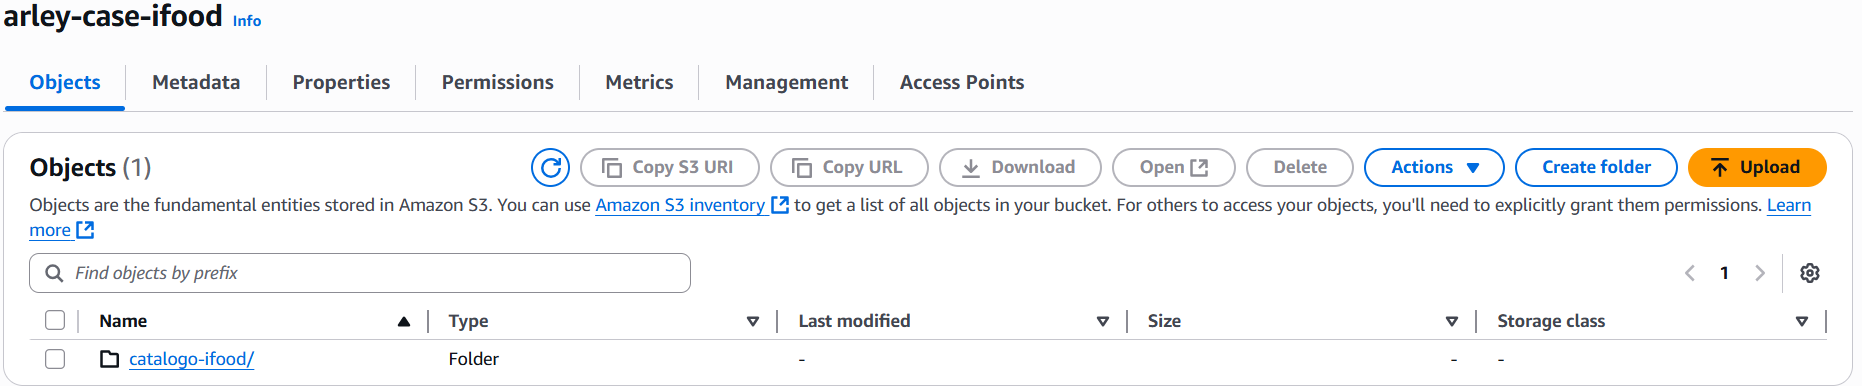 arley-case-ifood Info
Objects Metadata Properties Permissions Metrics Management Access Points
Objects (1) Copy S3 URI Copy URL Download Open Delete Actions Create folder Upload
Objects are the fundamental entities stored in Amazon S3. You can use Amazon S3 inventory to get a list of all objects in your bucket. For others to access your objects, you'll need to explicitly grant them permissions. Learn
more
Find objects by prefix 1
Name Type Last modified Size Storage class
catalogo-ifood/ Folder - - -